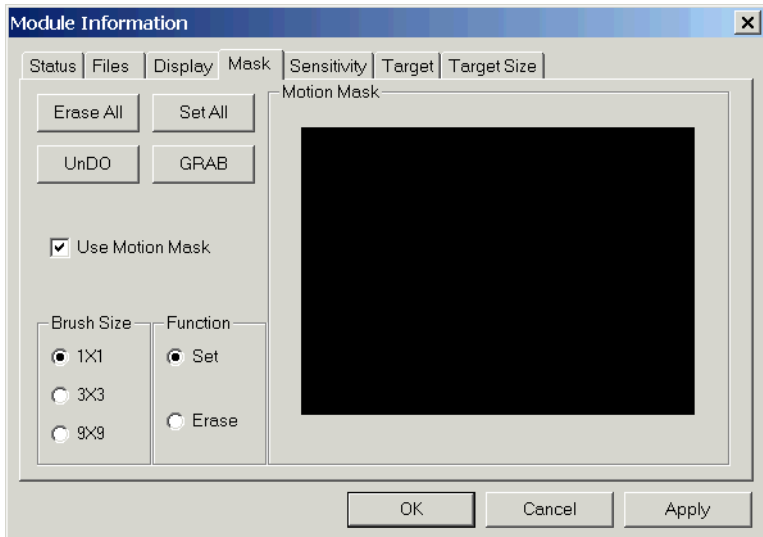 Module Information
Status Files Display Mask Sensitivity Target Target Size
Erase All Set All
UnDO GRAB
Use Motion Mask
Brush Size
1X1
3X3
9X9
Function
Set
Erase
Motion Mask
OK Cancel Apply